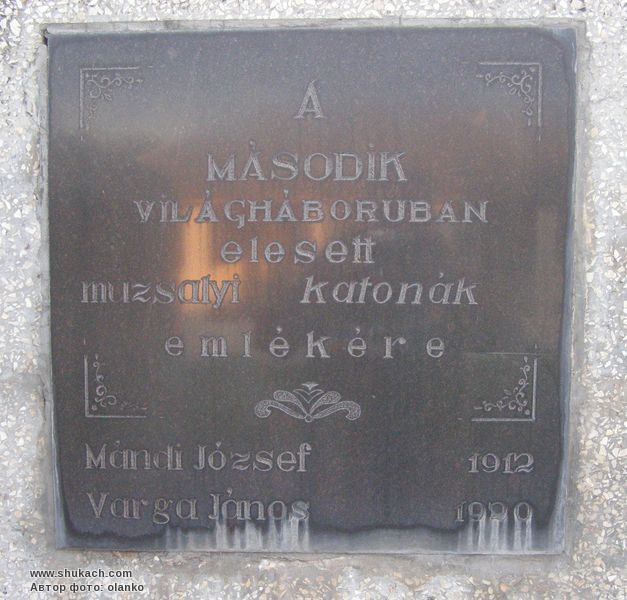 Á
MÁSODIK
VILÁGHÁBORUBAN
elesett
muzsalyi katonák
emlékére
Mándi József 1912
Varga János 1920
www.shukach.com
Автор фото: olanko